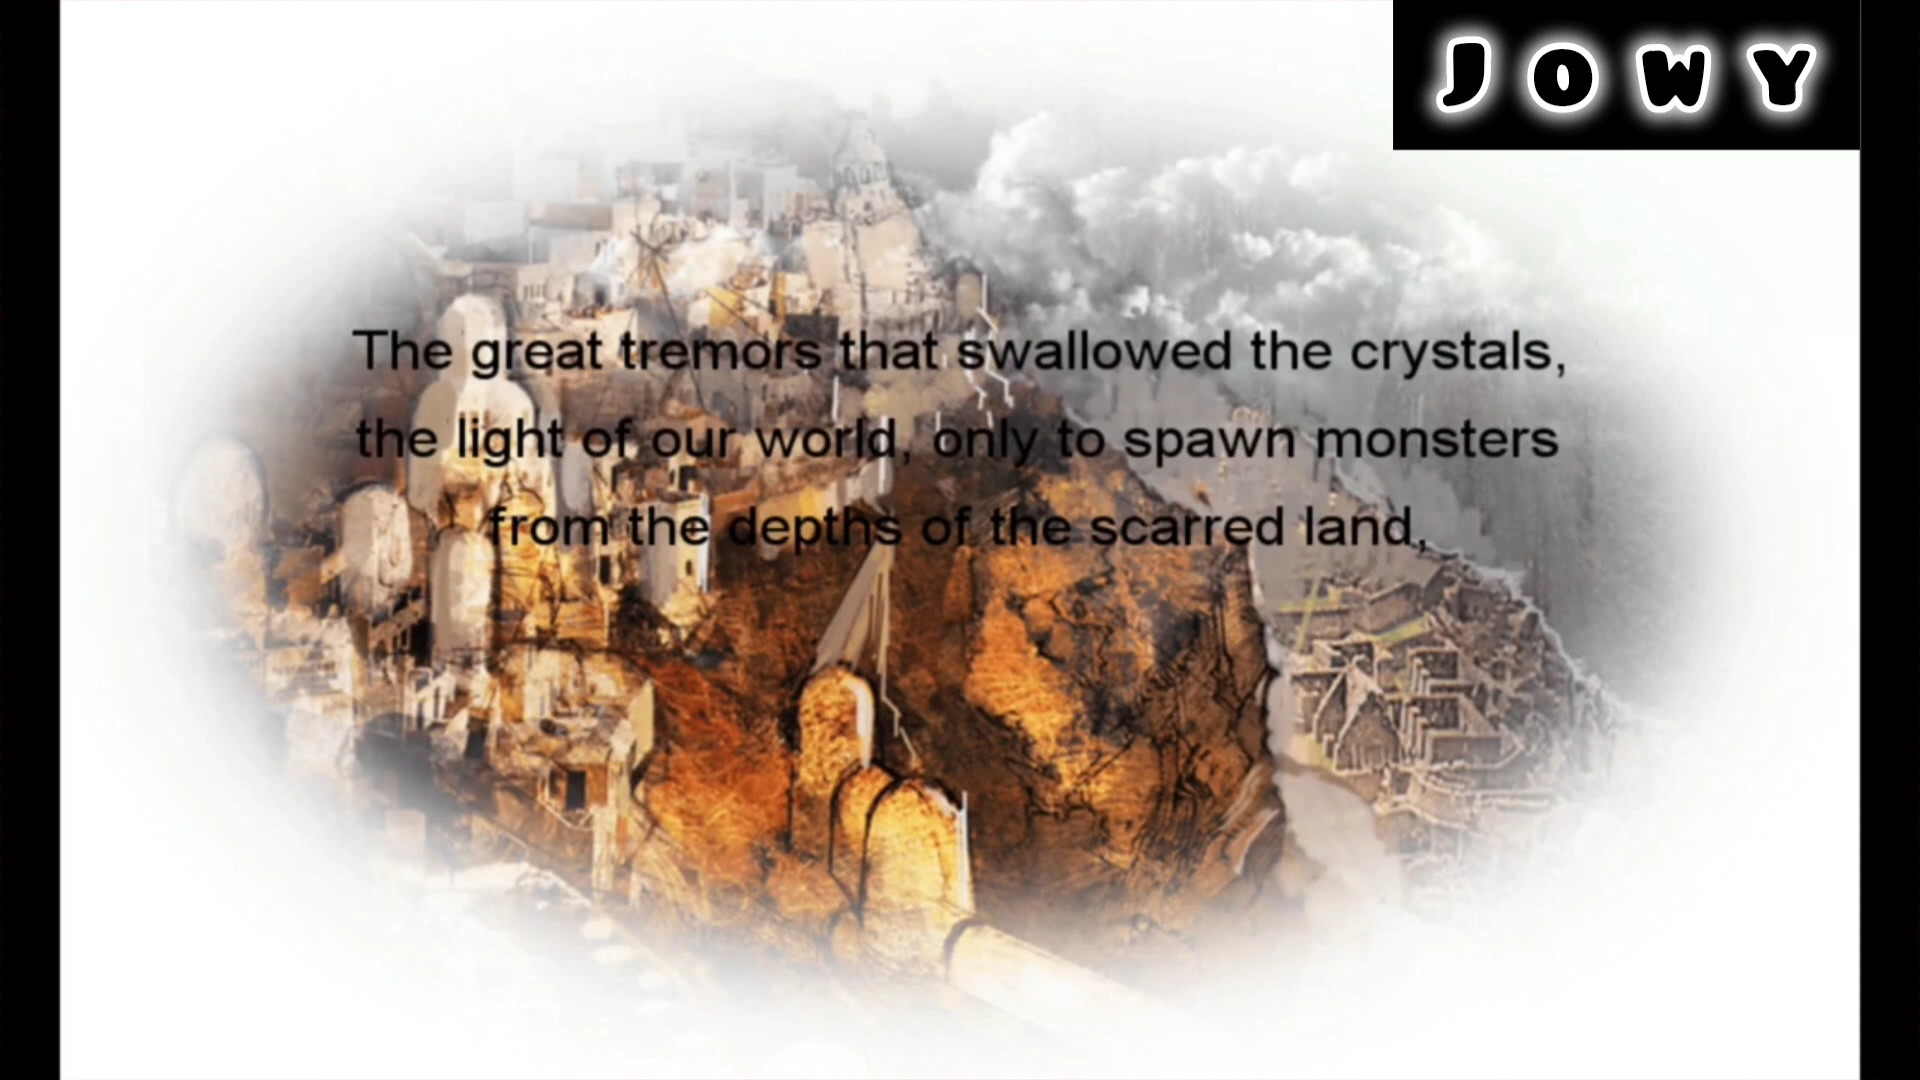 JOWY
The great tremors that swallowed the crystals,
the light of our world, only to spawn monsters
from the depths of the scarred land,